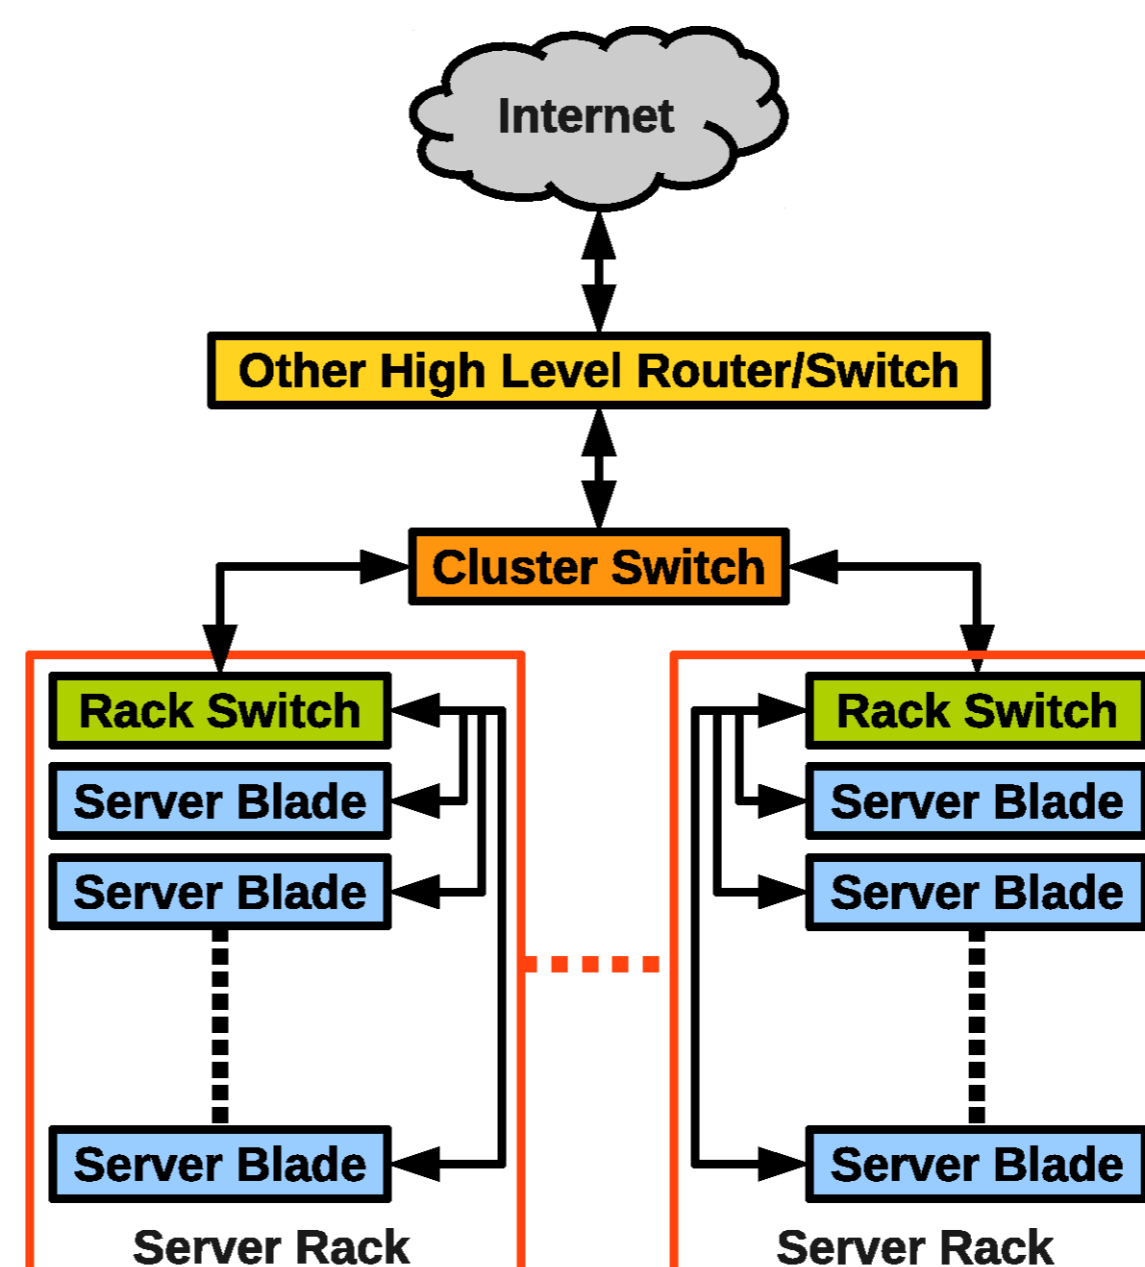 Internet
Other High Level Router/Switch
Cluster Switch
Rack Switch
Server Blade
Server Blade
Server Blade
Server Rack
Rack Switch
Server Blade
Server Blade
Server Blade
Server Rack